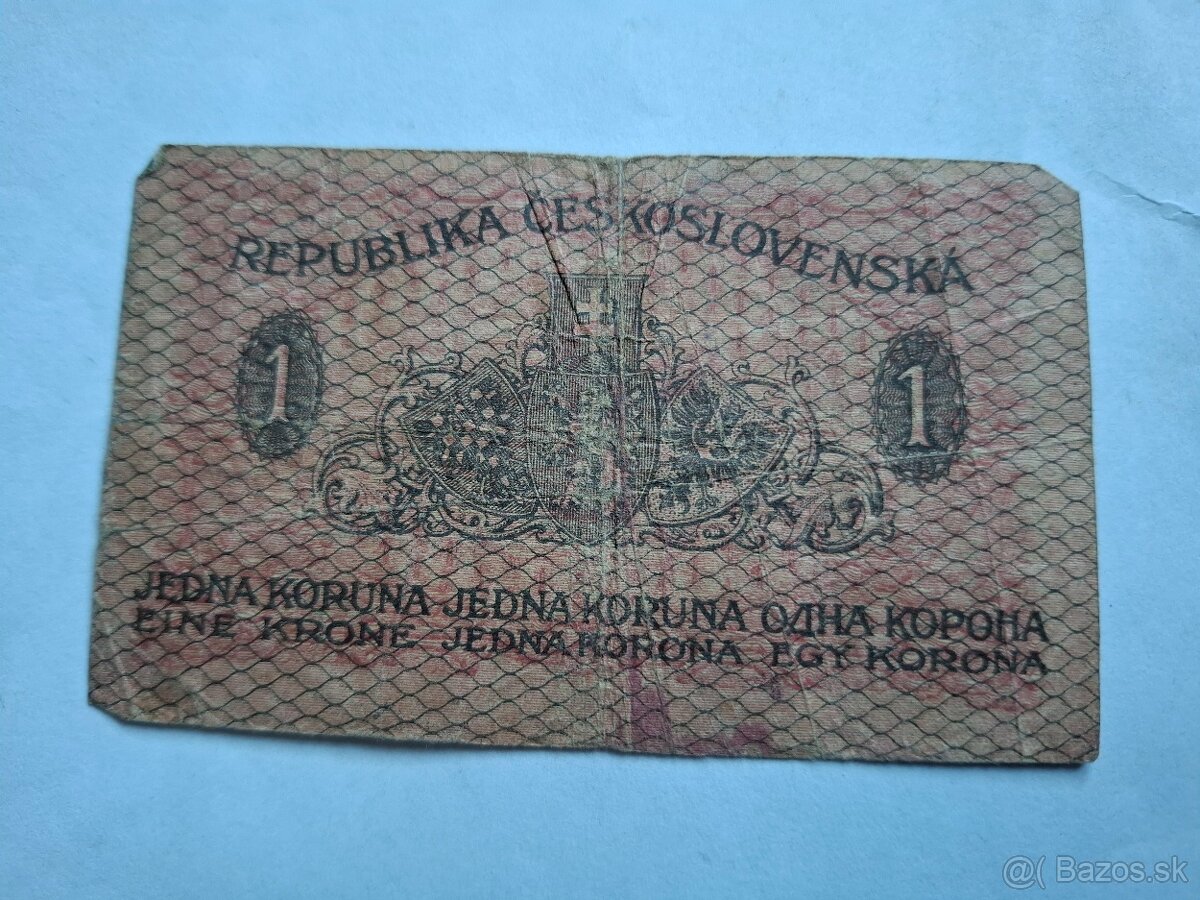 REPUBLIKA ČESKOSLOVENSKÁ
1 1
JEDNA KORUNA JEDNA KORUNA ОДНА КОРОНА
EINE KRONE JEDNA KORONA EGY KORONA
@( Bazos.sk